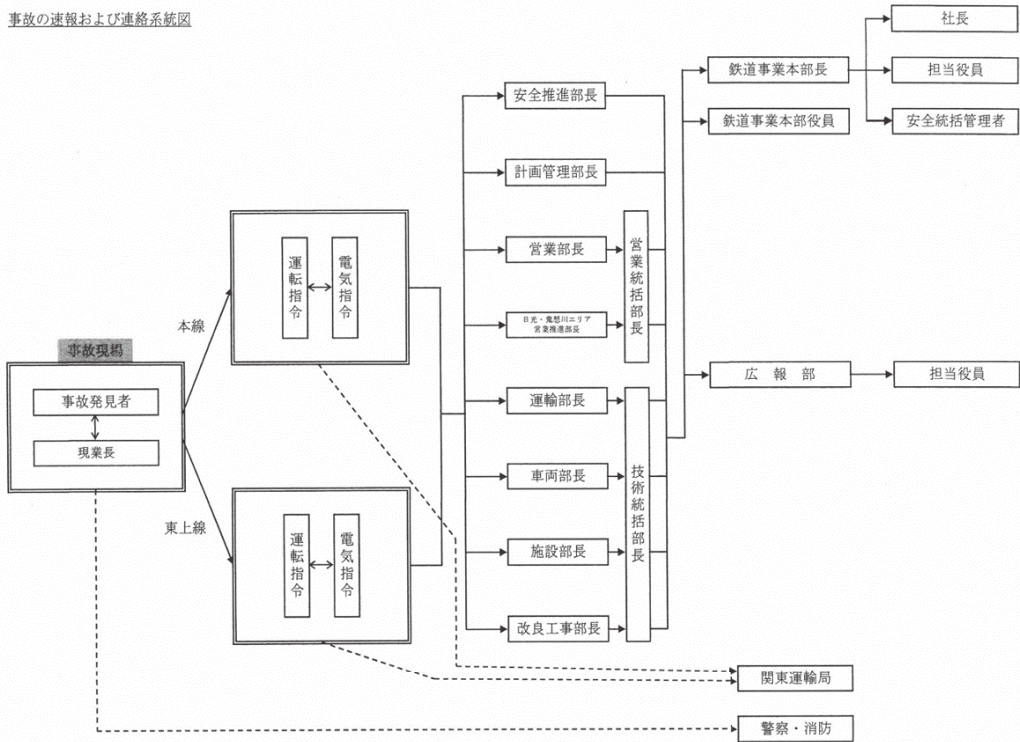 事故の速報および連絡系統図
社長
鉄道事業本部長
担当役員
鉄道事業本部役員
安全統括管理者
安全推進部長
計画管理部長
営業部長
営業統括部長
日光・鬼怒川エリア
営業推進部長
運転指令
電気指令
本線
事故現場
事故発見者
現業長
東上線
運転指令
電気指令
運輸部長
車両部長
施設部長
改良工事部長
技術統括部長
広 報 部
担当役員
関東運輸局
警察・消防